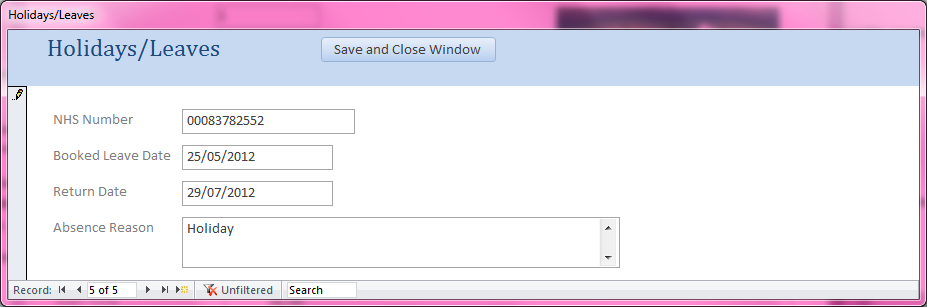 Holidays/Leaves
Holidays/Leaves Save and Close Window
NHS Number 00083782552
Booked Leave Date 25/05/2012
Return Date 29/07/2012
Absence Reason Holiday
Record: 5 of 5 Unfiltered Search